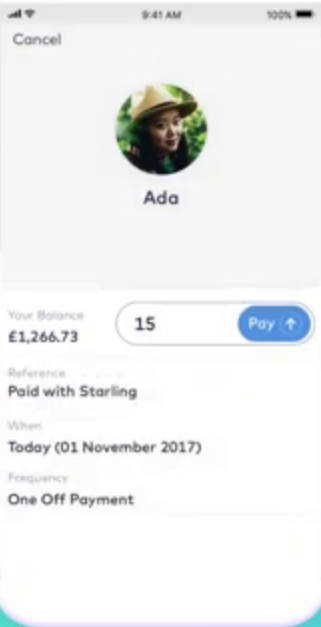 9:41 AM
100%
Cancel
Ada
Your Balance
£1,266.73
15
Pay
Reference
Paid with Starling
When
Today (01 November 2017)
Frequency
One Off Payment